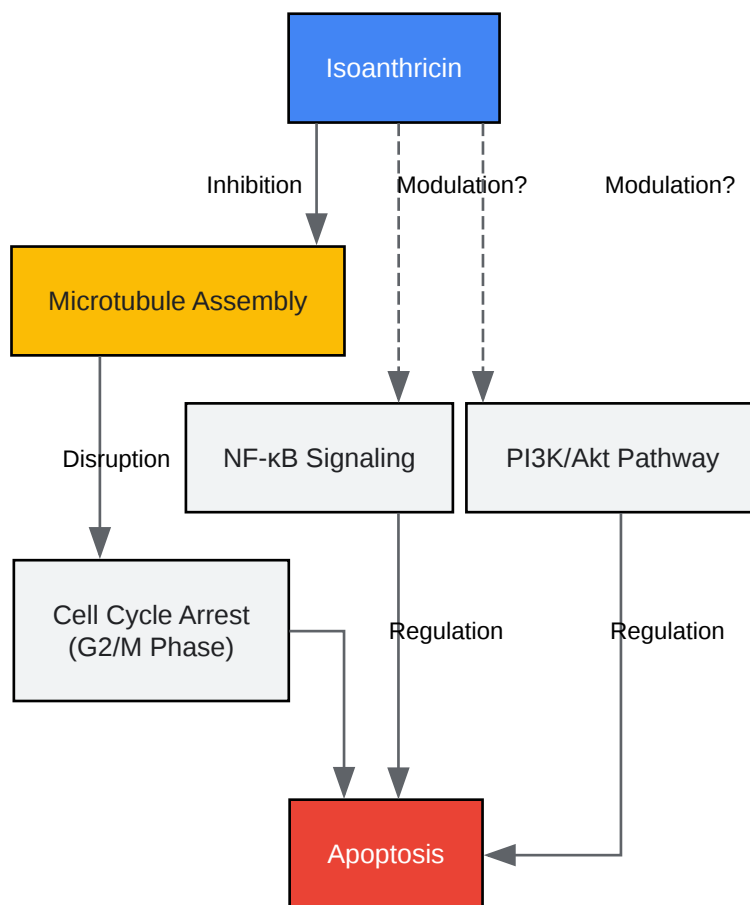 Isoanthricin
Inhibition
Modulation?
Modulation?
Microtubule Assembly
Disruption
NF-κB Signaling
PI3K/Akt Pathway
Cell Cycle Arrest
(G2/M Phase)
Regulation
Regulation
Apoptosis